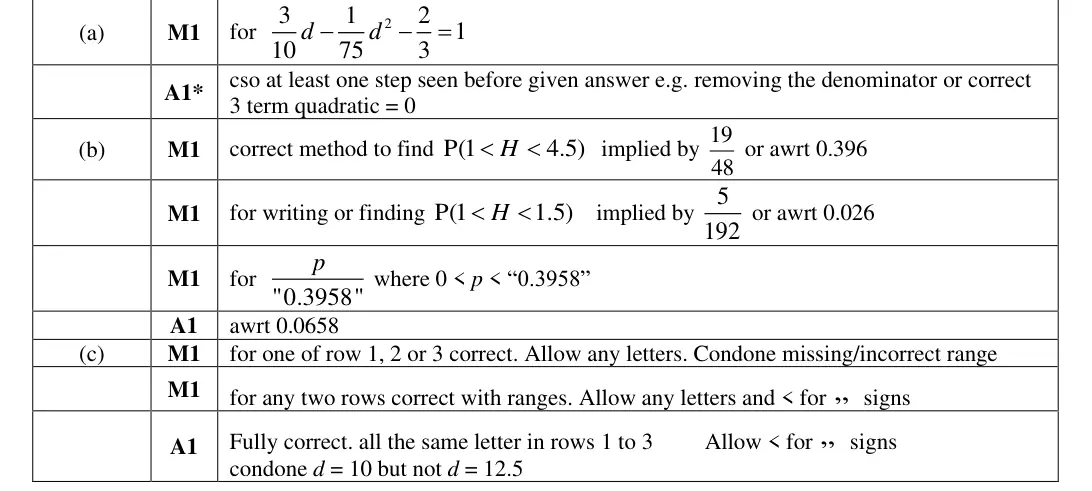 (a) M1 for 3/10 d − 1/75 d² − 2/3 = 1
A1* cso at least one step seen before given answer e.g. removing the denominator or correct
3 term quadratic = 0
(b) M1 correct method to find P(1 < H < 4.5) implied by 19/48 or awrt 0.396
M1 for writing or finding P(1 < H < 1.5) implied by 5/192 or awrt 0.026
M1 for p/"0.3958" where 0 < p < “0.3958”
A1 awrt 0.0658
(c) M1 for one of row 1, 2 or 3 correct. Allow any letters. Condone missing/incorrect range
M1 for any two rows correct with ranges. Allow any letters and < for ,, signs
A1 Fully correct. all the same letter in rows 1 to 3 Allow < for ,, signs
condone d = 10 but not d = 12.5